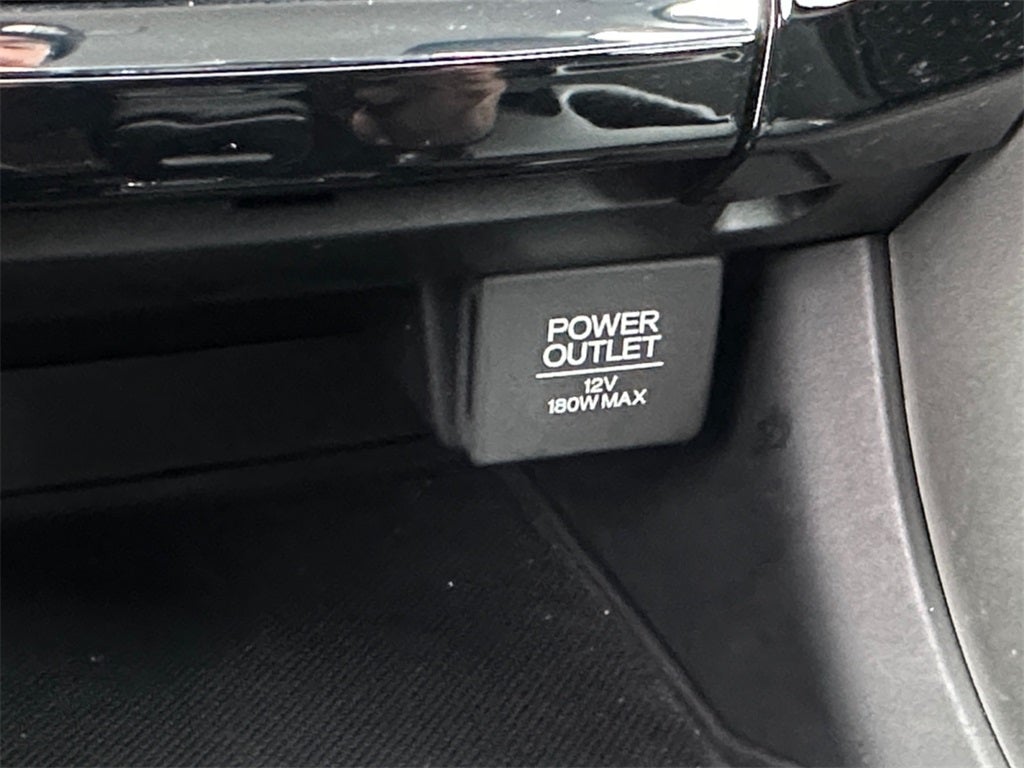 POWER
OUTLET
12V
180W MAX